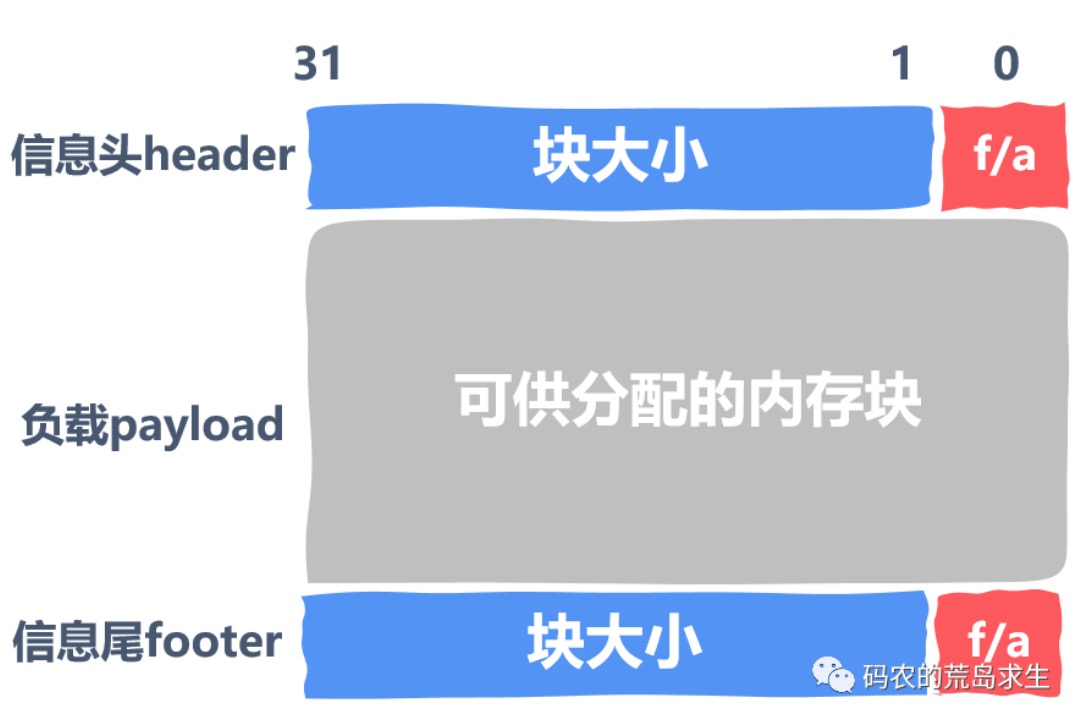 31 1 0
信息头header 块大小 f/a
可供分配的内存块
负载payload
信息尾footer 块大小 f/a
码农的荒岛求生